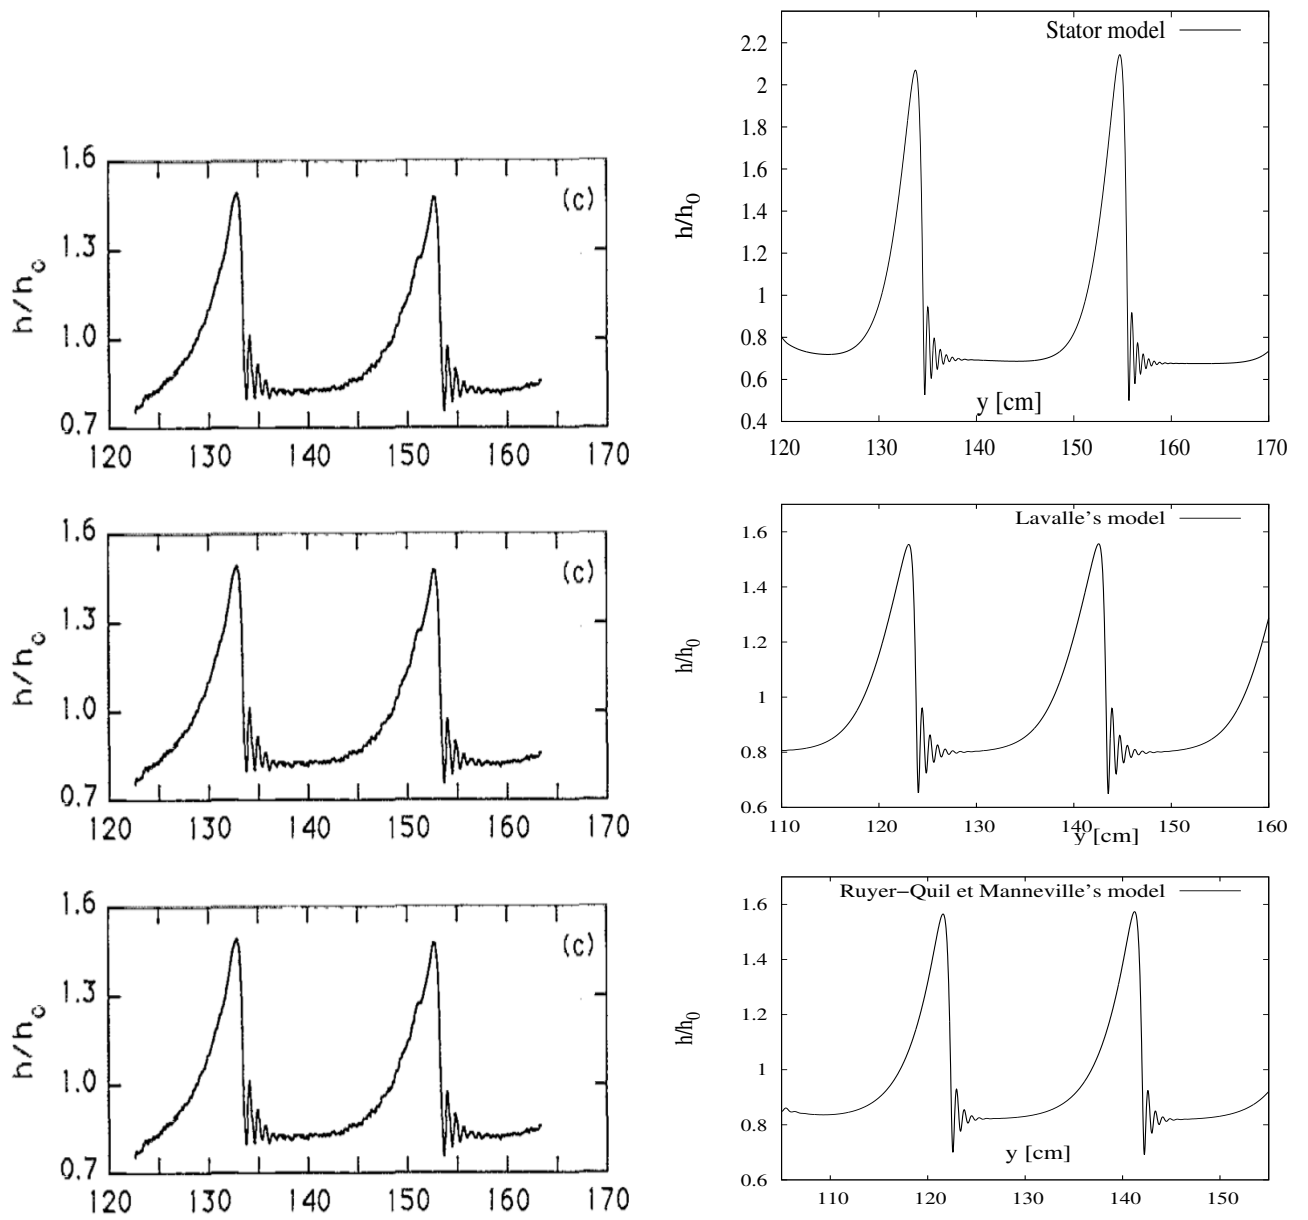 1.6
1.3
1.0
0.7
h/hc
(c)
120 130 140 150 160 170
2.2
2
1.8
1.6
1.4
1.2
1
0.8
0.6
0.4
h/h0
Stator model
y [cm]
120 130 140 150 160 170
1.6
1.3
1.0
0.7
h/hc
(c)
120 130 140 150 160 170
1.6
1.4
1.2
1
0.8
0.6
h/h0
Lavalle's model
110 120 130 140 150 160
y [cm]
1.6
1.3
1.0
0.7
h/hc
(c)
120 130 140 150 160 170
1.6
1.4
1.2
1
0.8
0.6
h/h0
Ruyer−Quil et Manneville's model
y [cm]
110 120 130 140 150